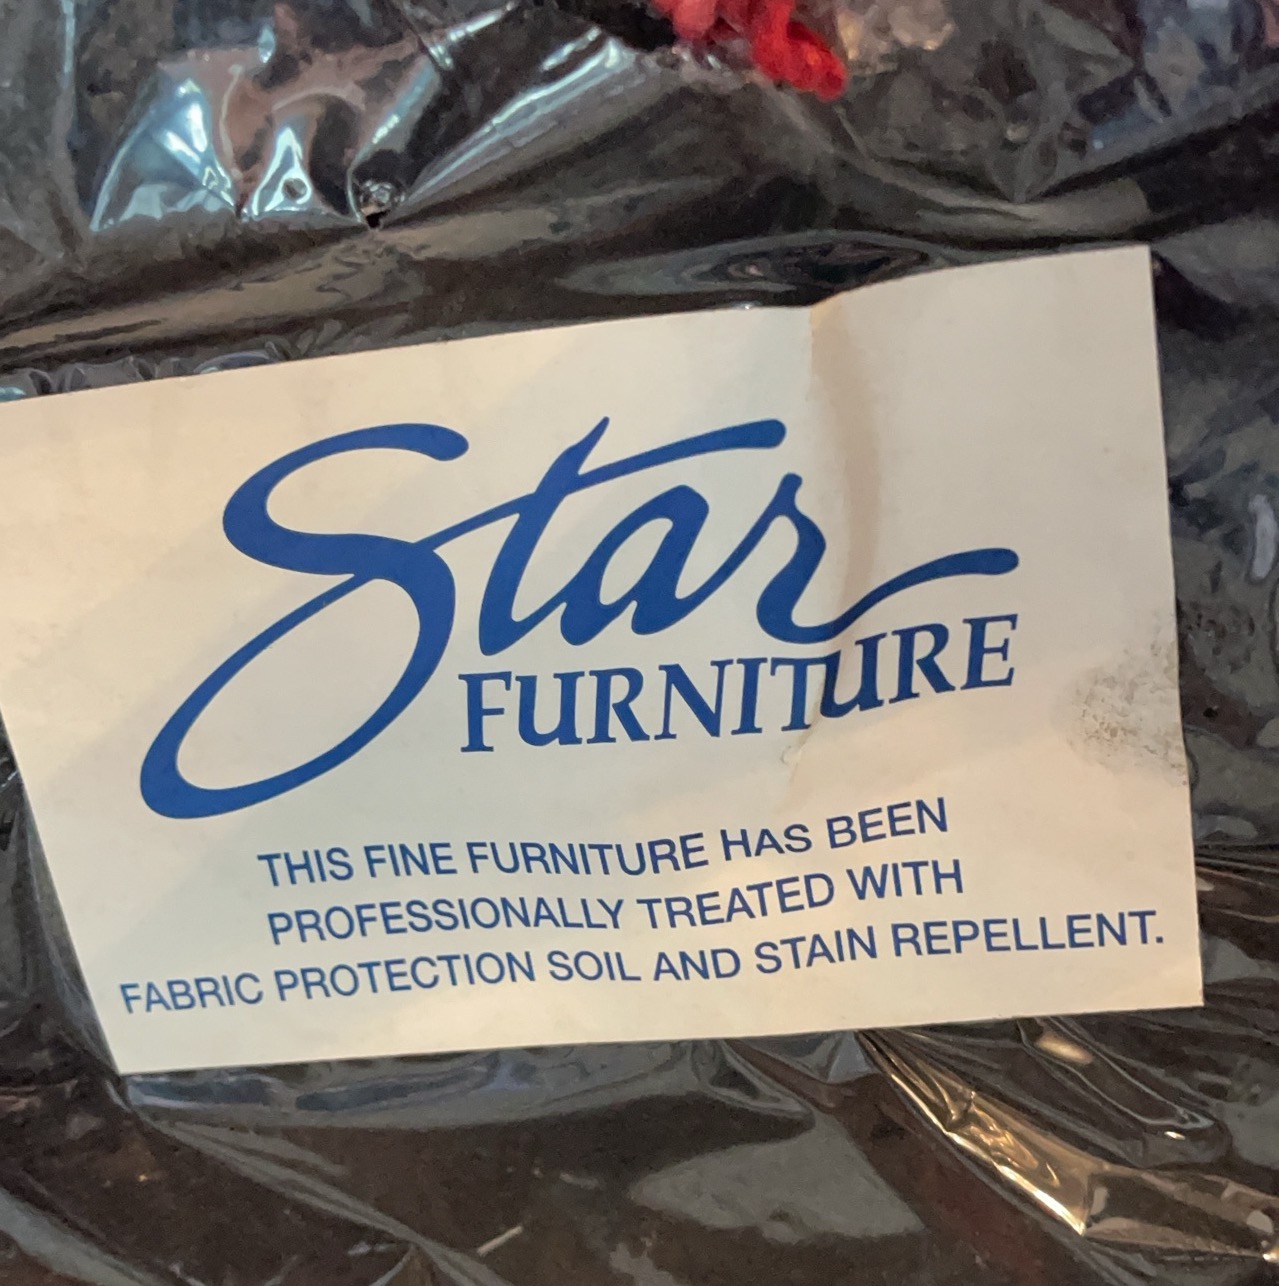 Star
FURNITURE
THIS FINE FURNITURE HAS BEEN
PROFESSIONALLY TREATED WITH
FABRIC PROTECTION SOIL AND STAIN REPELLENT.